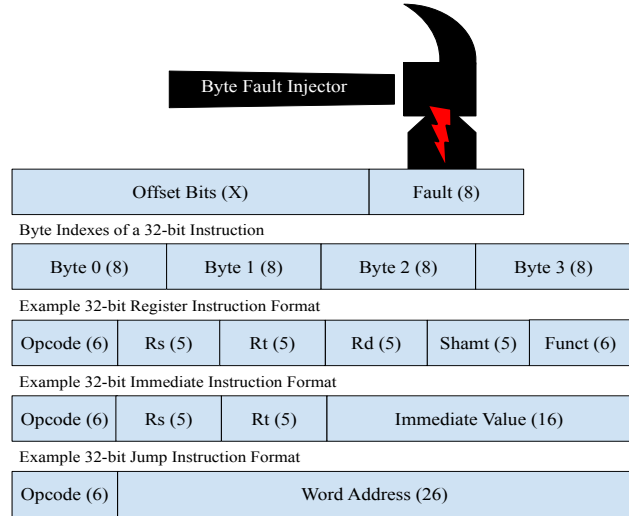 Byte Fault Injector
Offset Bits (X) Fault (8)
Byte Indexes of a 32-bit Instruction
Byte 0 (8) Byte 1 (8) Byte 2 (8) Byte 3 (8)
Example 32-bit Register Instruction Format
Opcode (6) Rs (5) Rt (5) Rd (5) Shamt (5) Funct (6)
Example 32-bit Immediate Instruction Format
Opcode (6) Rs (5) Rt (5) Immediate Value (16)
Example 32-bit Jump Instruction Format
Opcode (6) Word Address (26)